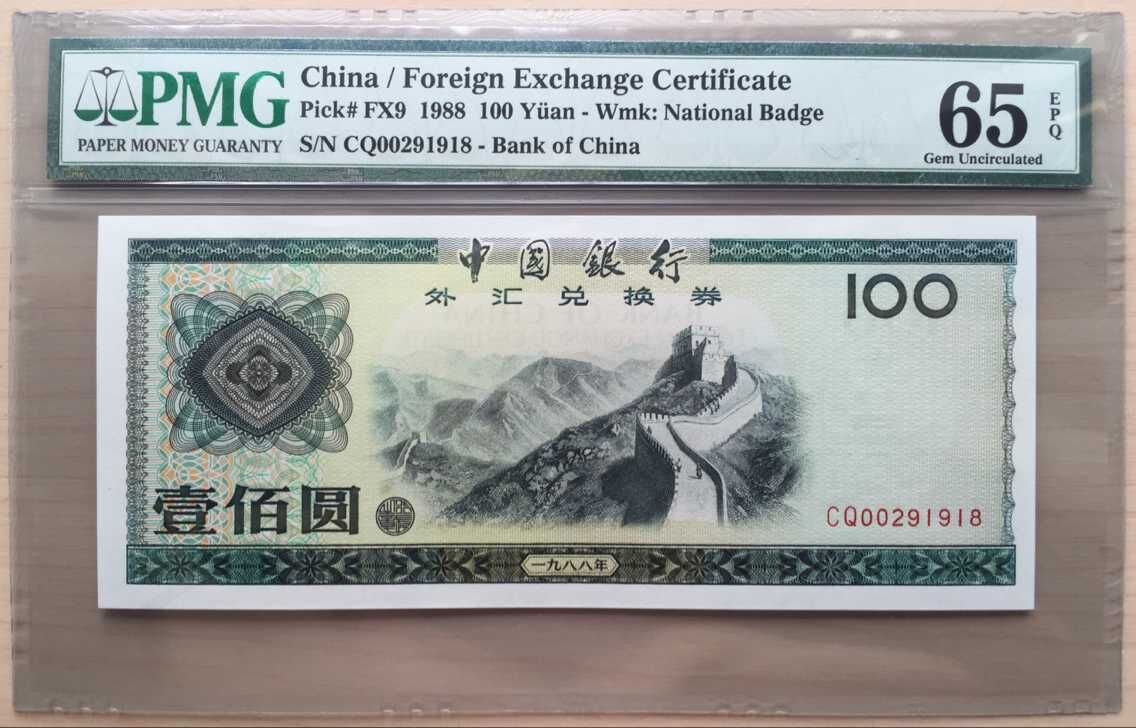 PMG
PAPER MONEY GUARANTY
China / Foreign Exchange Certificate
Pick# FX9 1988 100 Yüan - Wmk: National Badge
S/N CQ00291918 - Bank of China
65
EPQ
Gem Uncirculated
中國銀行
外汇兑换券
100
壹佰圆
CQ00291918
一九八八年